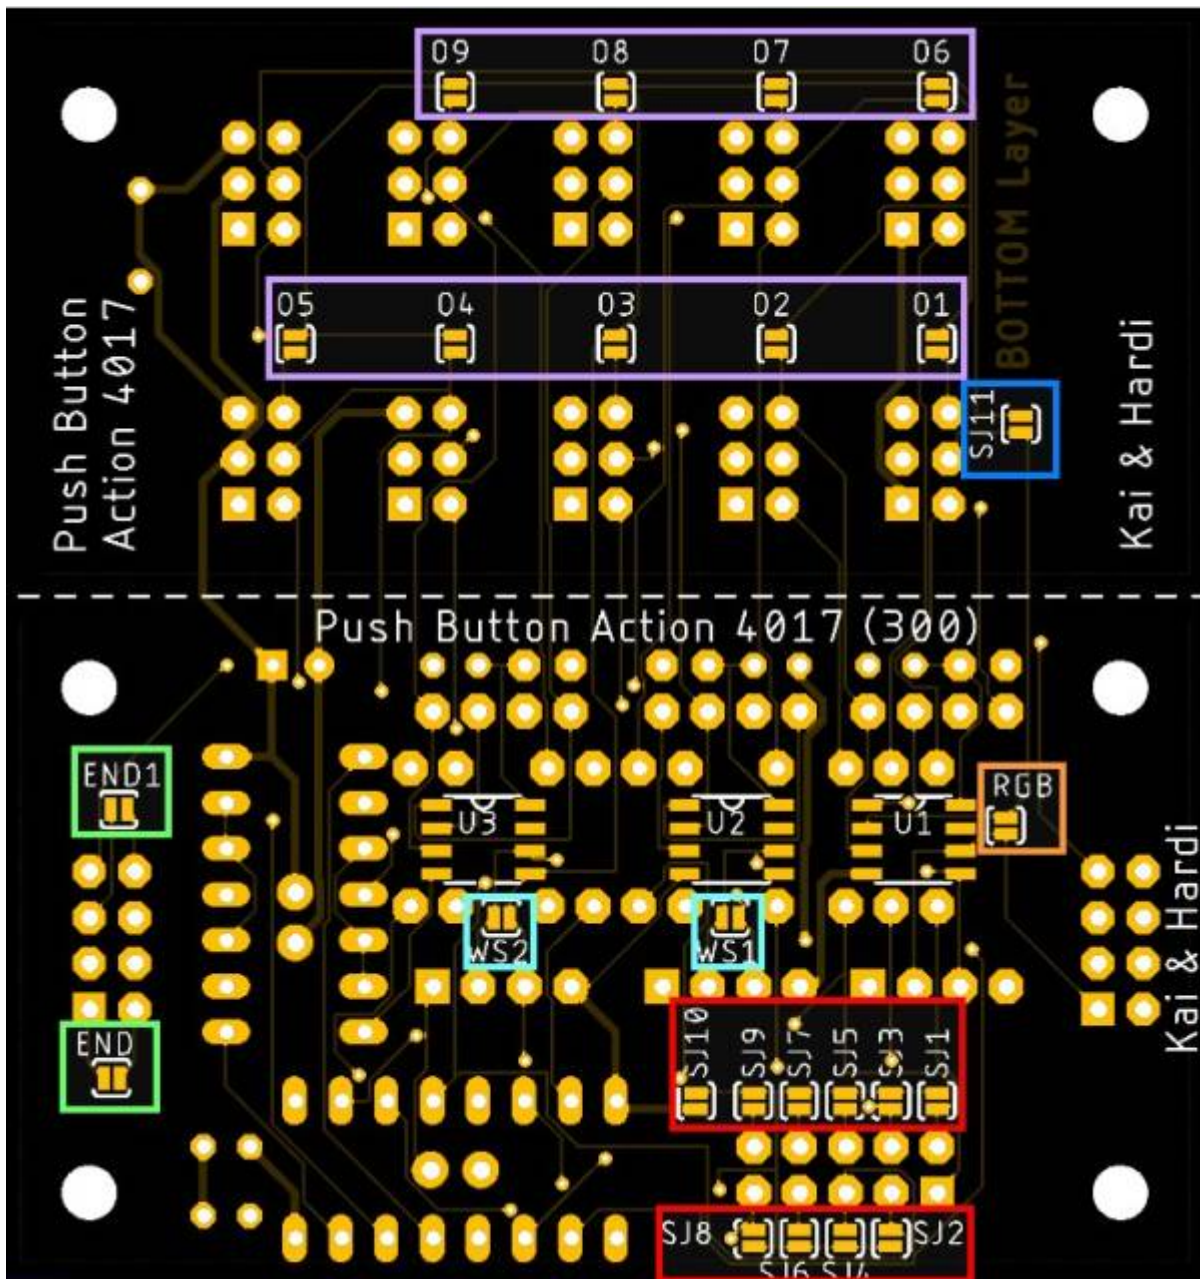 09 08 07 06
BOTTOM Layer
05 04 03 02 01
SJ11
Push Button
Action 4017
Kai & Hardi
Push Button Action 4017 (300)
END1
U3 U2 U1
RGB
WS2 WS1
Kai & Hardi
END
SJ10 SJ9 SJ7 SJ5 SJ3 SJ1
SJ8 SJ2
SJ6 SJ4